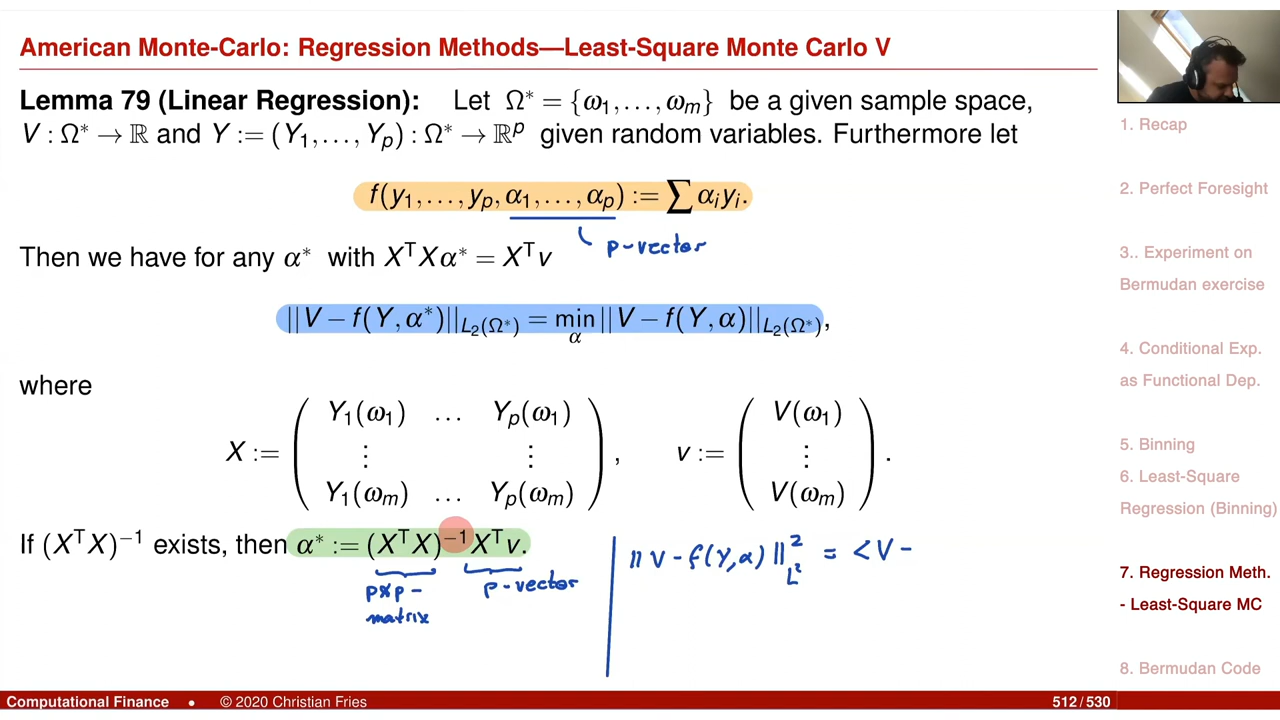 American Monte-Carlo: Regression Methods—Least-Square Monte Carlo V
Lemma 79 (Linear Regression): Let Ω* = {ω₁,…,ωₘ} be a given sample space,
V : Ω* → ℝ and Y := (Y₁,…,Yₚ) : Ω* → ℝᵖ given random variables. Furthermore let
f(y₁,…,yₚ,α₁,…,αₚ) := ∑ αᵢyᵢ.
p-vector
Then we have for any α* with XᵀXα* = Xᵀv
||V − f(Y,α*)||_{L₂(Ω*)} = min_α ||V − f(Y,α)||_{L₂(Ω*)},
where
X := ( Y₁(ω₁) … Yₚ(ω₁)
⋮ ⋮
Y₁(ωₘ) … Yₚ(ωₘ) ),
v := ( V(ω₁)
⋮
V(ωₘ) ).
If (XᵀX)⁻¹ exists, then α* := (XᵀX)⁻¹Xᵀv.
p×p-
matrix
p-vector
||V - f(Y,α)||²_{L²} = <V -
1. Recap
2. Perfect Foresight
3.. Experiment on
Bermudan exercise
4. Conditional Exp.
as Functional Dep.
5. Binning
6. Least-Square
Regression (Binning)
7. Regression Meth.
- Least-Square MC
8. Bermudan Code
Computational Finance • © 2020 Christian Fries 512 / 530